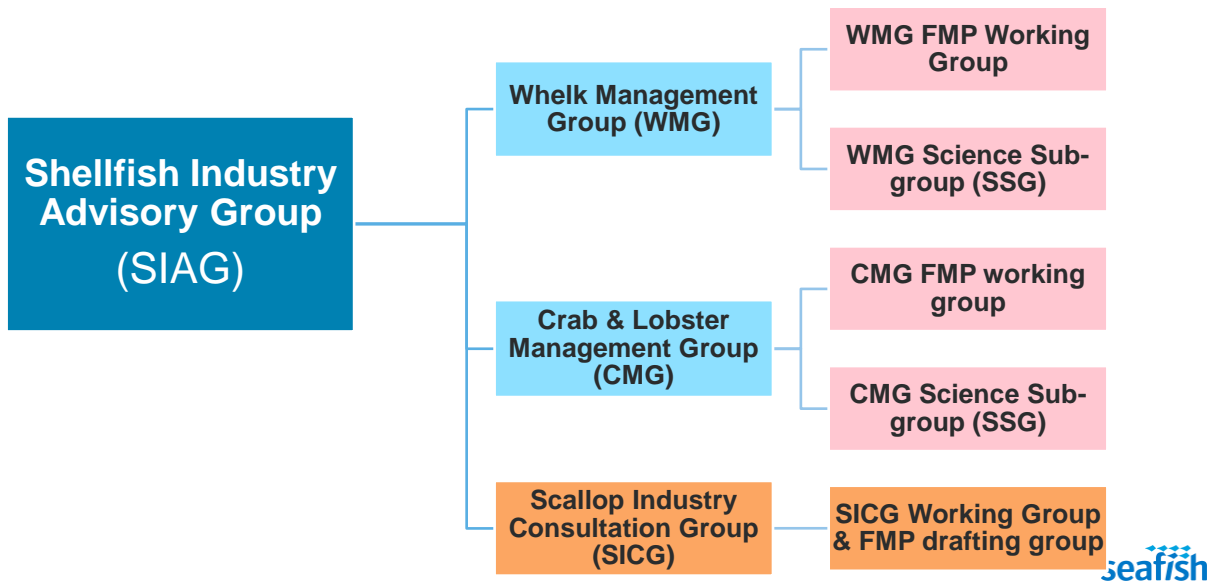 Shellfish Industry
Advisory Group
(SIAG)
Whelk Management
Group (WMG)
WMG FMP Working
Group
WMG Science Sub-
group (SSG)
Crab & Lobster
Management Group
(CMG)
CMG FMP working
group
CMG Science Sub-
group (SSG)
Scallop Industry
Consultation Group
(SICG)
SICG Working Group
& FMP drafting group
seafish